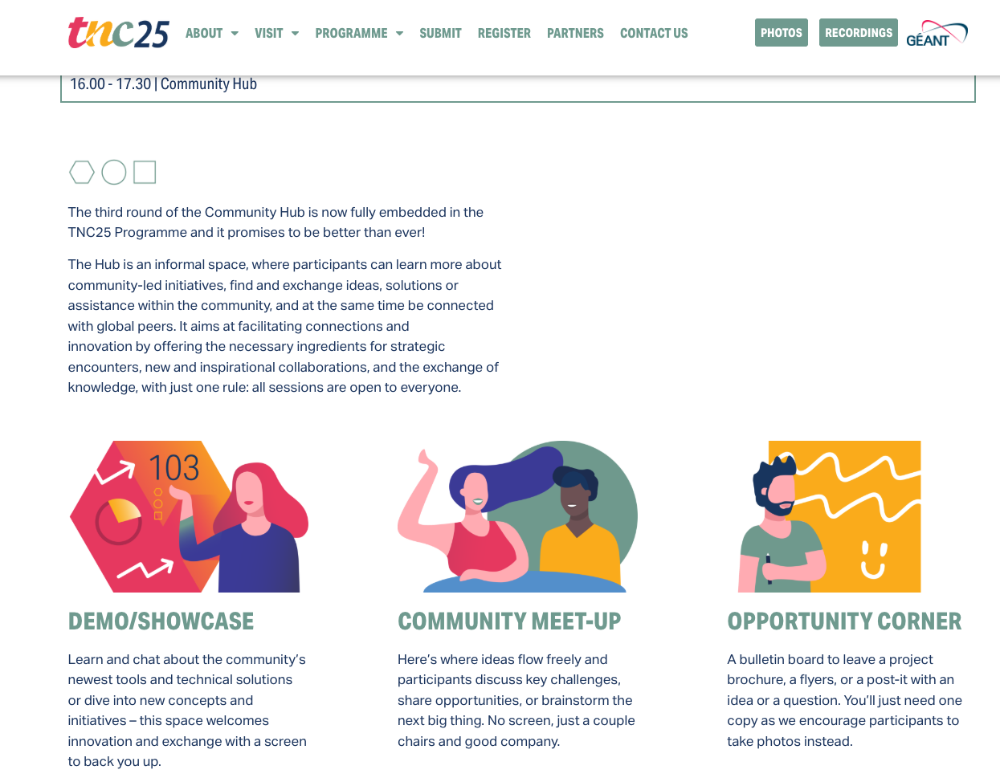 tnc25
ABOUT
VISIT
PROGRAMME
SUBMIT
REGISTER
PARTNERS
CONTACT US
PHOTOS
RECORDINGS
GÉANT
16.00 - 17.30 | Community Hub
The third round of the Community Hub is now fully embedded in the
TNC25 Programme and it promises to be better than ever!
The Hub is an informal space, where participants can learn more about
community-led initiatives, find and exchange ideas, solutions or
assistance within the community, and at the same time be connected
with global peers. It aims at facilitating connections and
innovation by offering the necessary ingredients for strategic
encounters, new and inspirational collaborations, and the exchange of
knowledge, with just one rule: all sessions are open to everyone.
103
DEMO/SHOWCASE
Learn and chat about the community’s
newest tools and technical solutions
or dive into new concepts and
initiatives – this space welcomes
innovation and exchange with a screen
to back you up.
COMMUNITY MEET-UP
Here’s where ideas flow freely and
participants discuss key challenges,
share opportunities, or brainstorm the
next big thing. No screen, just a couple
chairs and good company.
OPPORTUNITY CORNER
A bulletin board to leave a project
brochure, a flyers, or a post-it with an
idea or a question. You’ll just need one
copy as we encourage participants to
take photos instead.